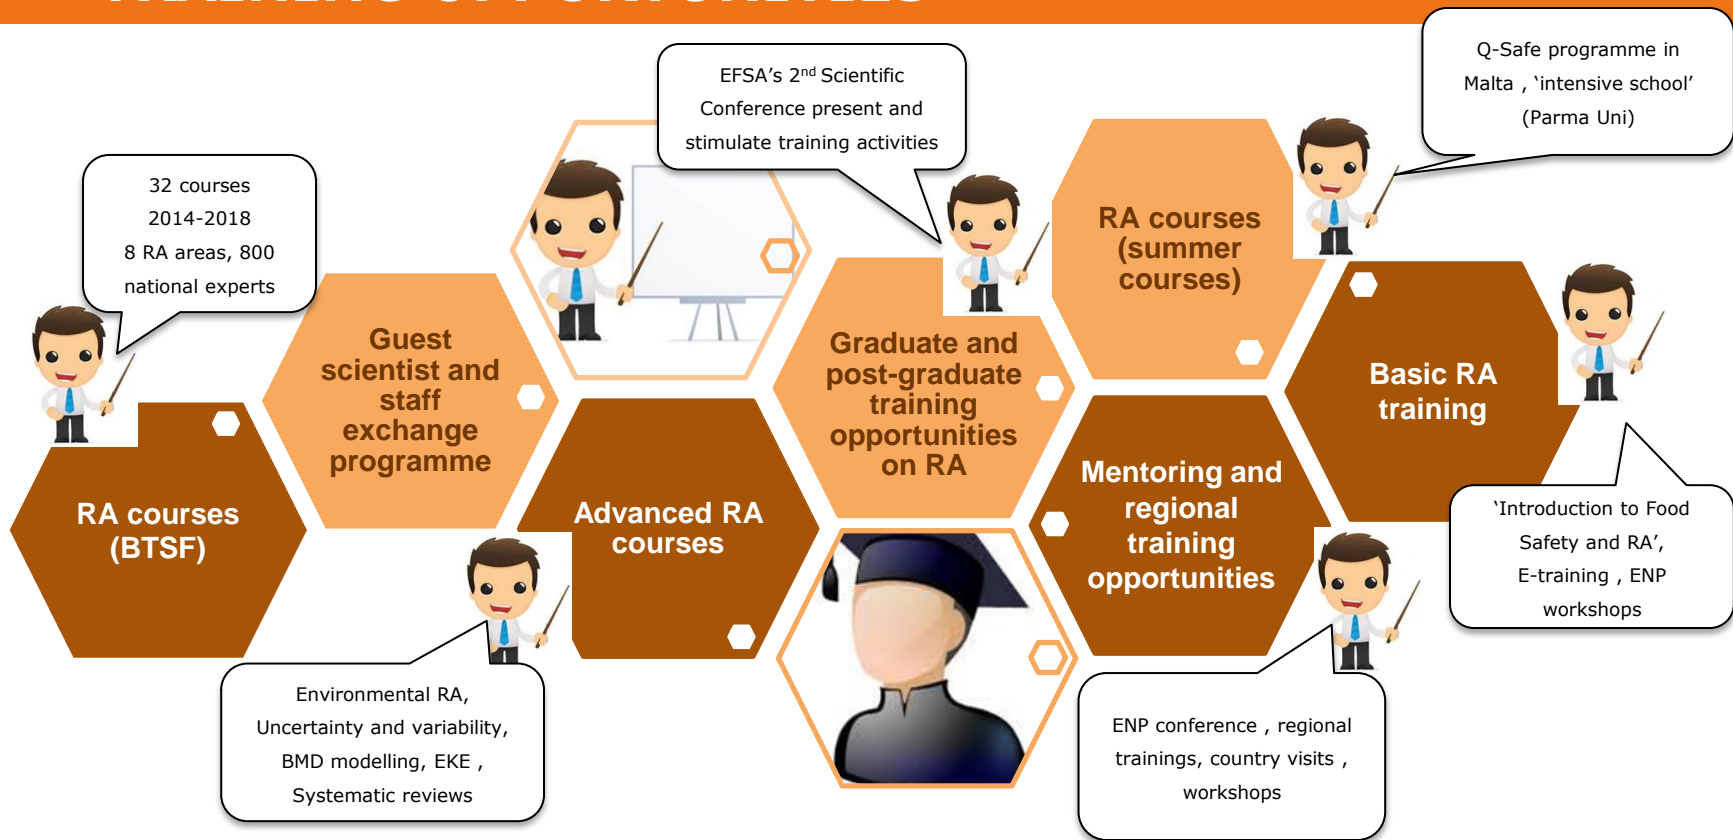 TRAINING OPPORTUNITIES
32 courses
2014-2018
8 RA areas, 800
national experts
RA courses
(BTSF)
Guest
scientist and
staff
exchange
programme
Environmental RA,
Uncertainty and variability,
BMD modelling, EKE ,
Systematic reviews
Advanced RA
courses
EFSA's 2nd Scientific
Conference present and
stimulate training activities
Graduate and
post-graduate
training
opportunities
on RA
RA courses
(summer
courses)
Q-Safe programme in
Malta , ‘intensive school’
(Parma Uni)
Mentoring and
regional
training
opportunities
ENP conference , regional
trainings, country visits ,
workshops
Basic RA
training
‘Introduction to Food
Safety and RA’,
E-training , ENP
workshops